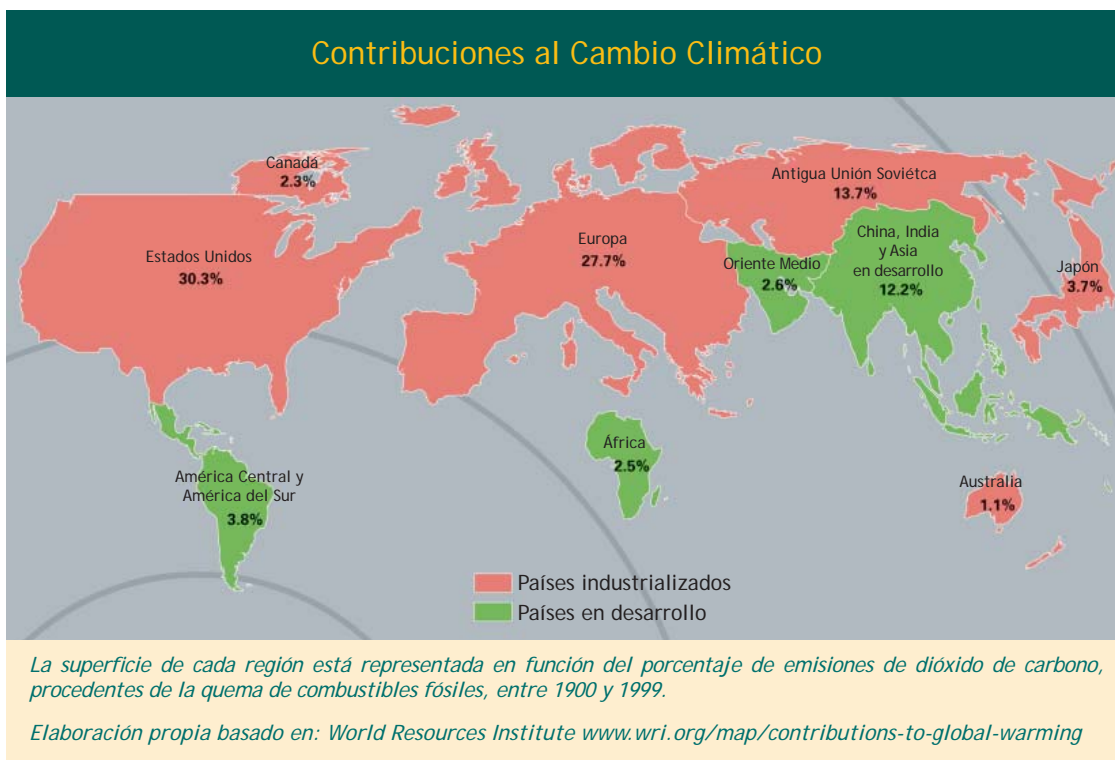 Contribuciones al Cambio Climático
Canadá
2.3%
Estados Unidos
30.3%
Europa
27.7%
Antigua Unión Soviétca
13.7%
Oriente Medio
2.6%
China, India
y Asia
en desarrollo
12.2%
Japón
3.7%
América Central y
América del Sur
3.8%
África
2.5%
Australia
1.1%
Países industrializados
Países en desarrollo
La superficie de cada región está representada en función del porcentaje de emisiones de dióxido de carbono,
procedentes de la quema de combustibles fósiles, entre 1900 y 1999.
Elaboración propia basado en: World Resources Institute www.wri.org/map/contributions-to-global-warming